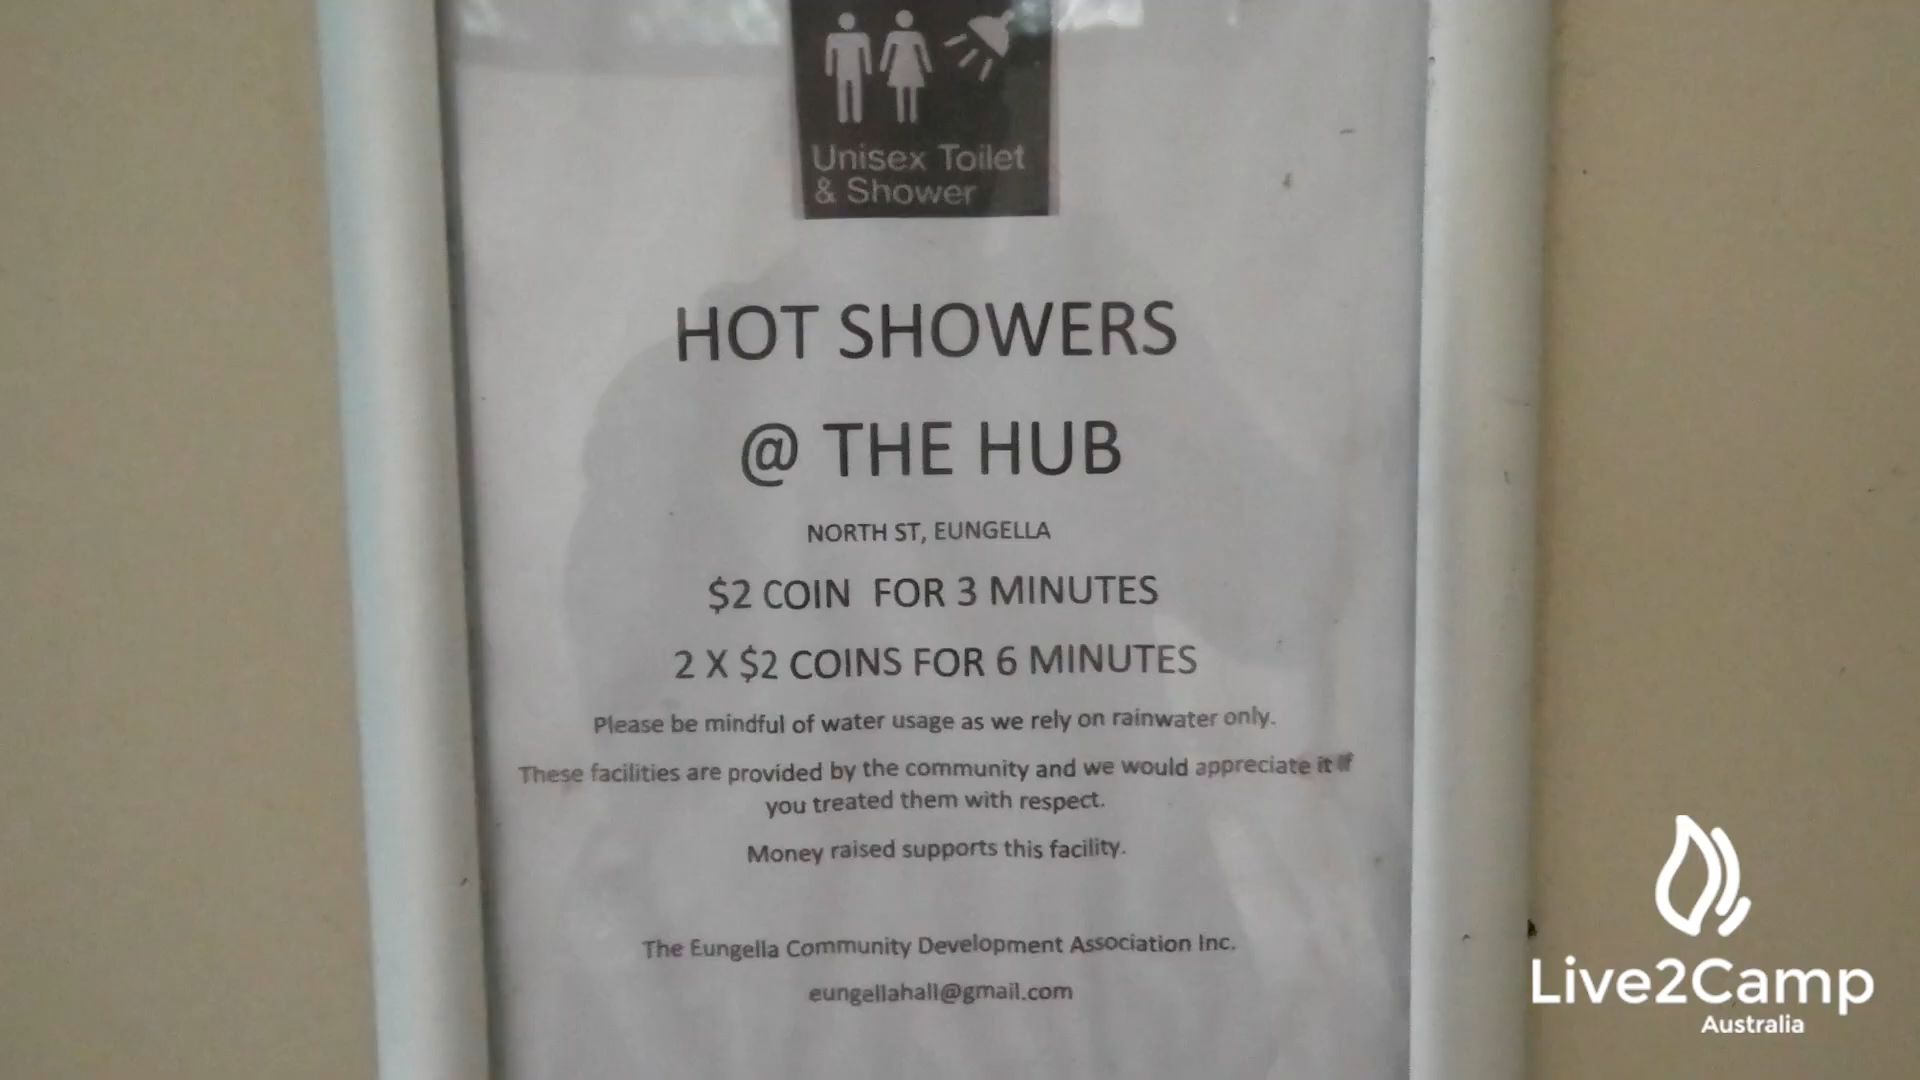 Unisex Toilet
& Shower
HOT SHOWERS
@ THE HUB
NORTH ST, EUNGELLA
$2 COIN FOR 3 MINUTES
2 X $2 COINS FOR 6 MINUTES
Please be mindful of water usage as we rely on rainwater only.
These facilities are provided by the community and we would appreciate it if
you treated them with respect.
Money raised supports this facility.
The Eungella Community Development Association Inc.
eungellahall@gmail.com
Live2Camp
Australia